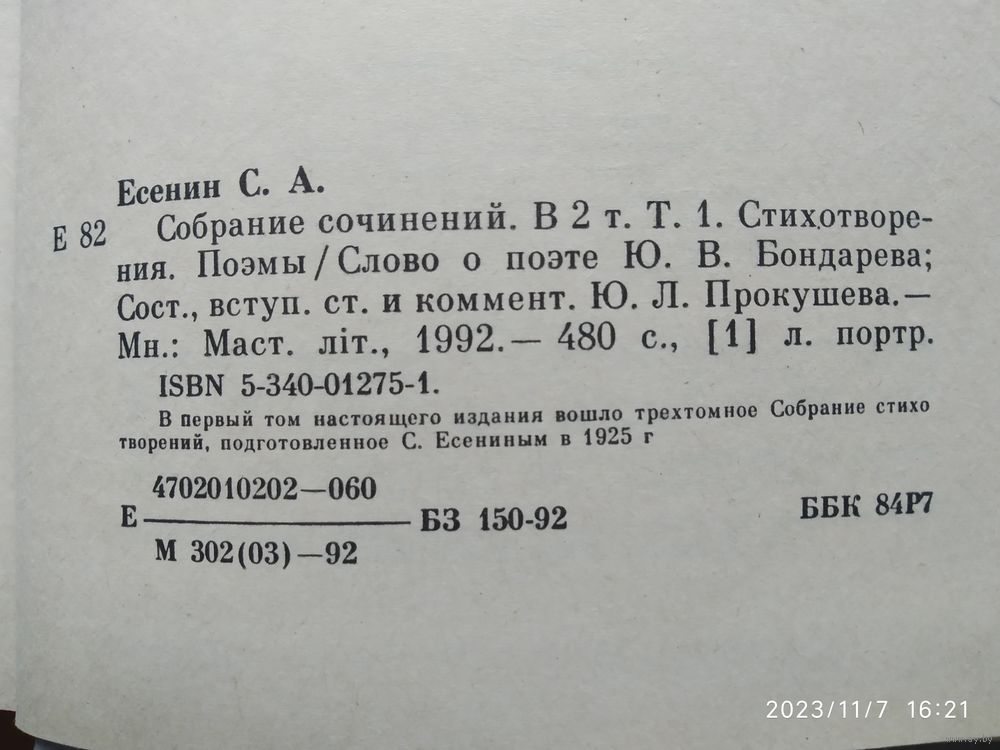 Есенин С. А.
Е 82 Собрание сочинений. В 2 т. Т. 1. Стихотворе-
ния. Поэмы / Слово о поэте Ю. В. Бондарева;
Сост., вступ. ст. и коммент. Ю. Л. Прокушева.—
Мн.: Маст. літ., 1992.— 480 с., [1] л. портр.
ISBN 5-340-01275-1.
В первый том настоящего издания вошло трехтомное Собрание стихо
творений, подготовленное С. Есениным в 1925 г
4702010202—060
Е БЗ 150-92 ББК 84Р7
М 302(03)—92
2023/11/7 16:21